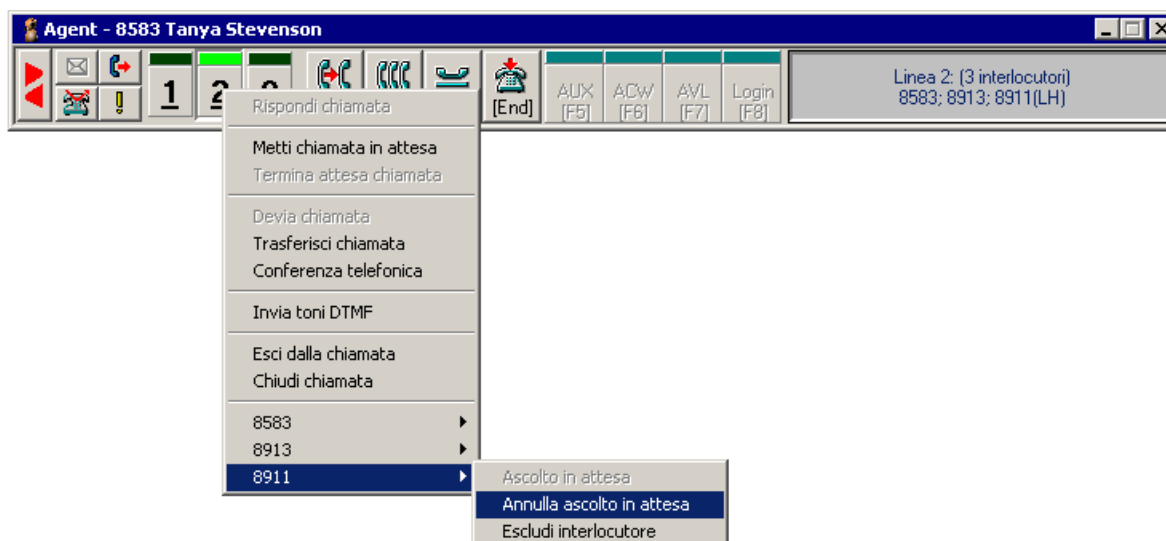 Agent - 8583 Tanya Stevenson
1
2
[End]
AUX
[F5]
ACW
[F6]
AVL
[F7]
Login
[F8]
Linea 2: (3 interlocutori)
8583; 8913; 8911(LH)
Rispondi chiamata
Metti chiamata in attesa
Termina attesa chiamata
Devia chiamata
Trasferisci chiamata
Conferenza telefonica
Invia toni DTMF
Esci dalla chiamata
Chiudi chiamata
8583
8913
8911
Ascolto in attesa
Annulla ascolto in attesa
Escludi interlocutore